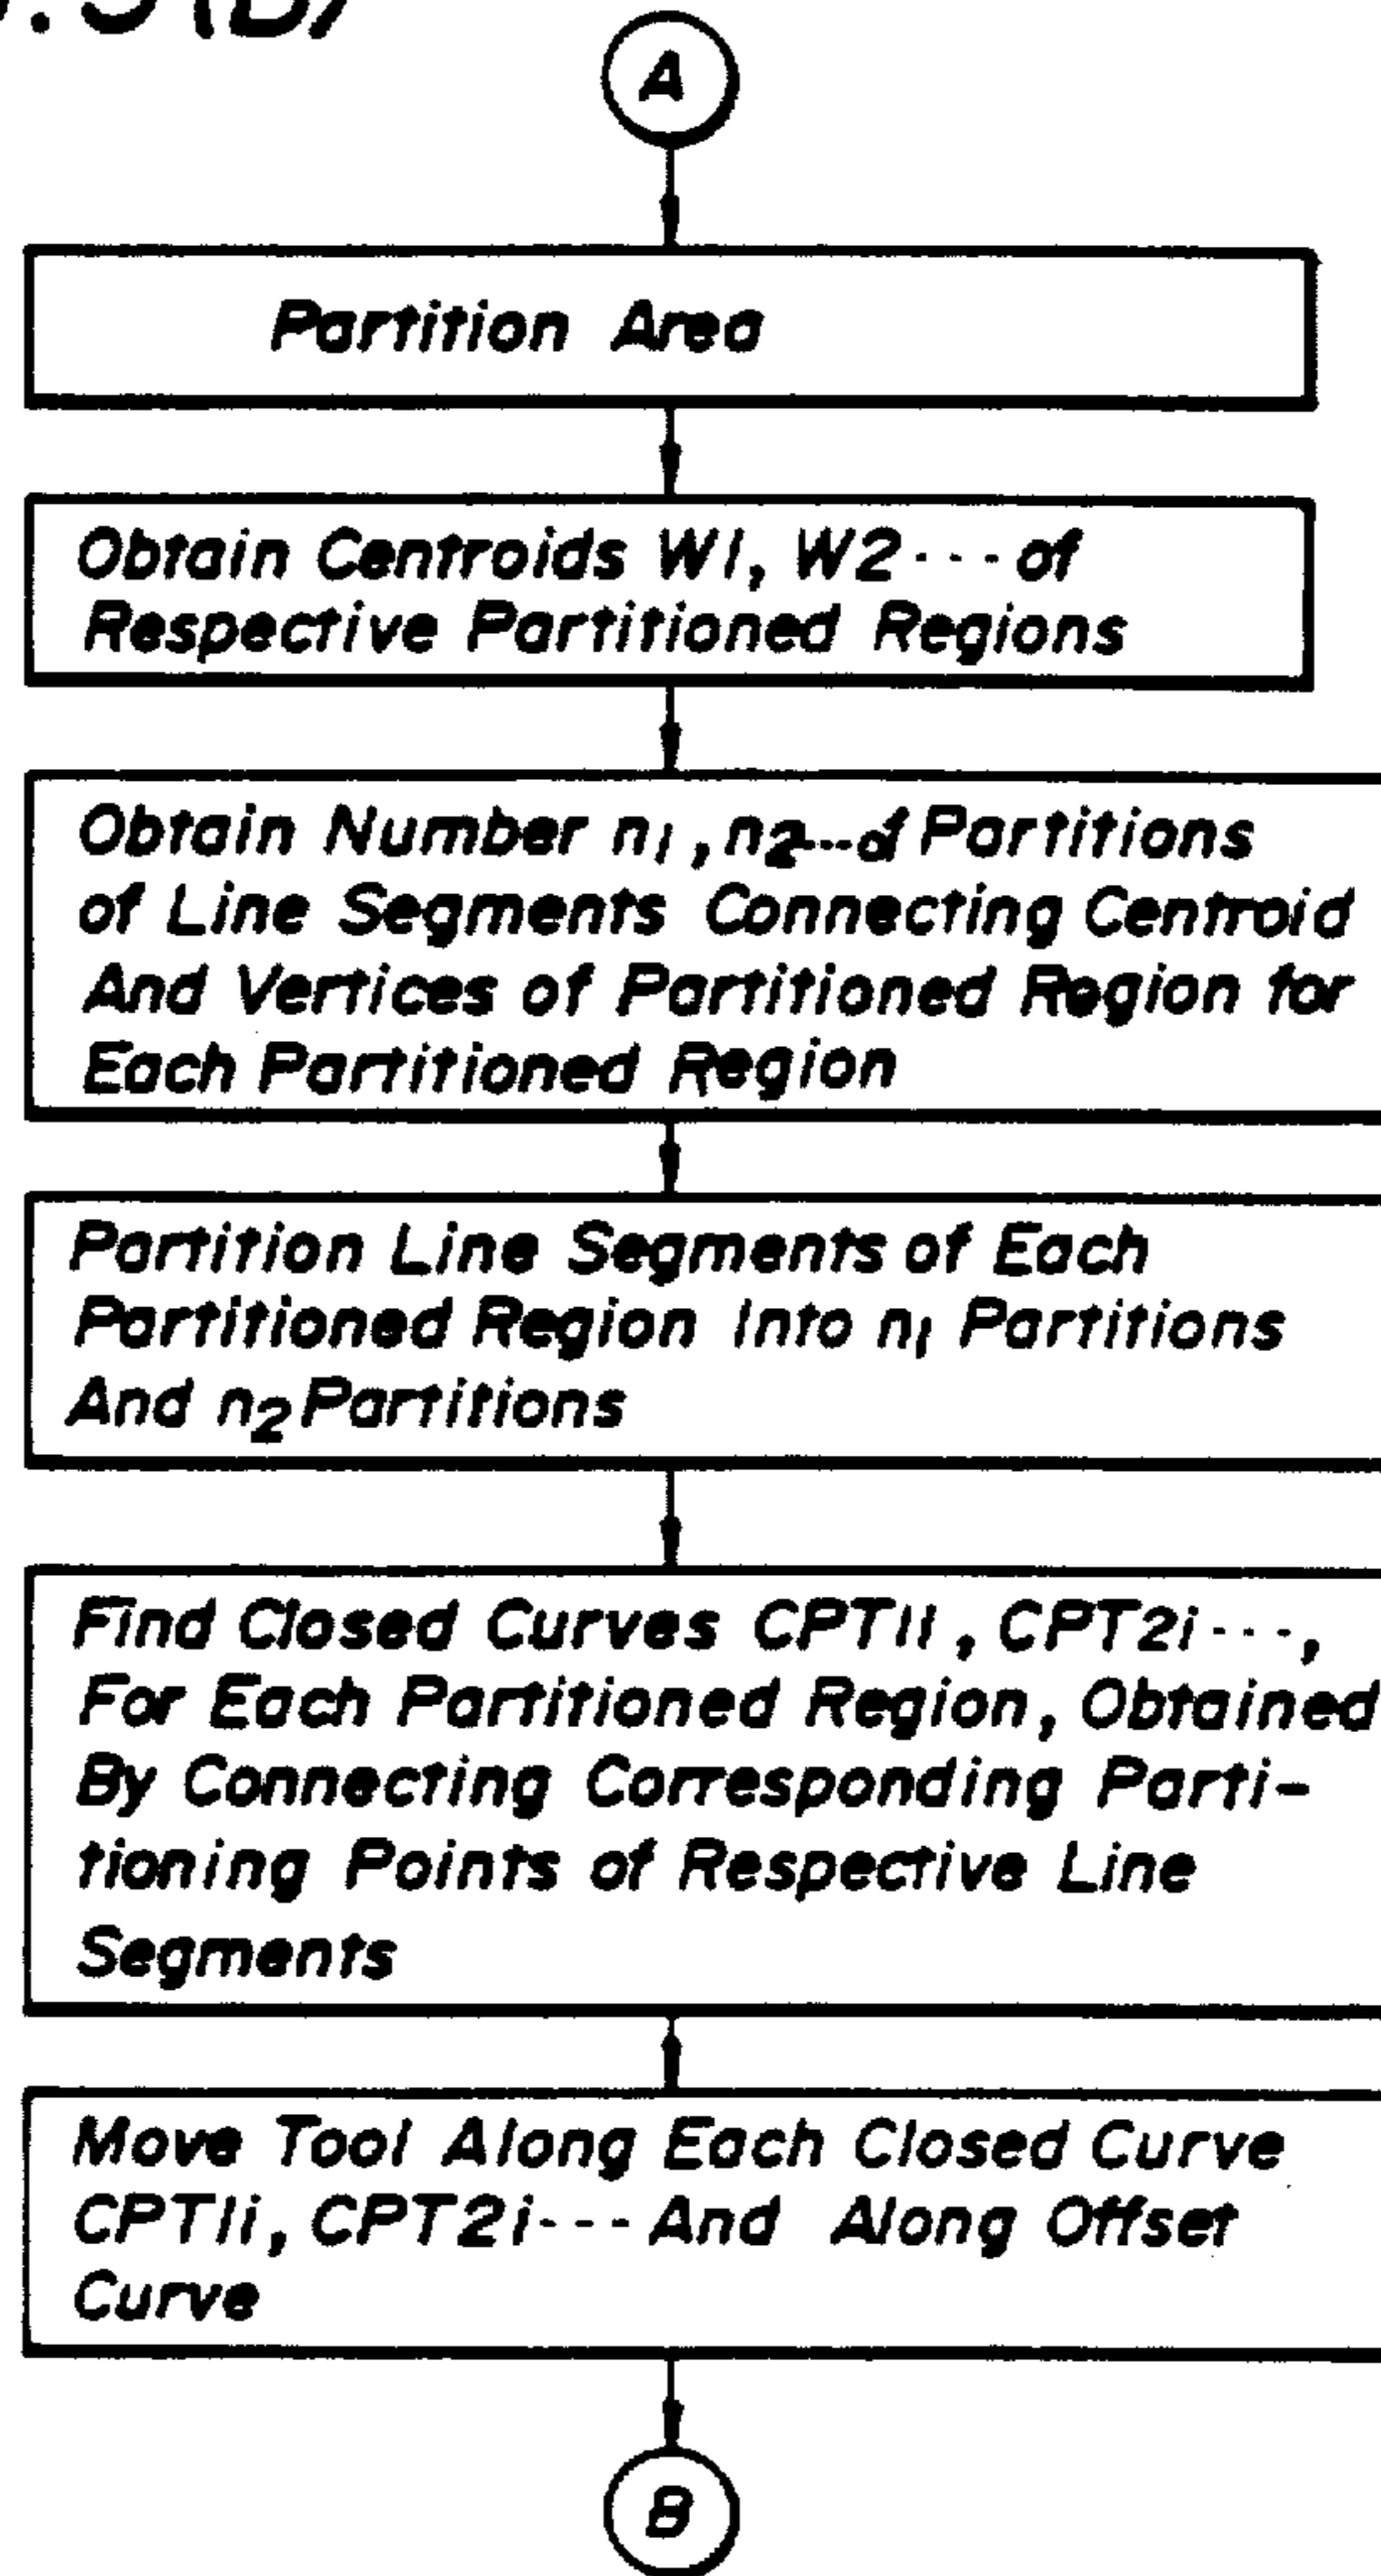 A
Partition Area
Obtain Centroids W1, W2--- of
Respective Partitioned Regions
Obtain Number n1, n2---of Partitions
of Line Segments Connecting Centroid
And Vertices of Partitioned Region for
Each Partitioned Region
Partition Line Segments of Each
Partitioned Region Into n1 Partitions
And n2 Partitions
Find Closed Curves CPT1i, CPT2i---,
For Each Partitioned Region, Obtained
By Connecting Corresponding Parti-
tioning Points of Respective Line
Segments
Move Tool Along Each Closed Curve
CPT1i, CPT2i--- And Along Offset
Curve
B